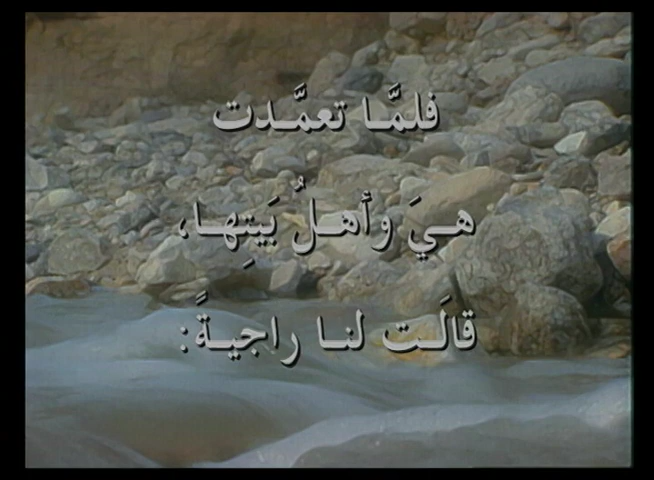 فلمَّا تعمَّدت
هيَ وأهلُ بَيتِها،
قالَت لنا راجيةً: